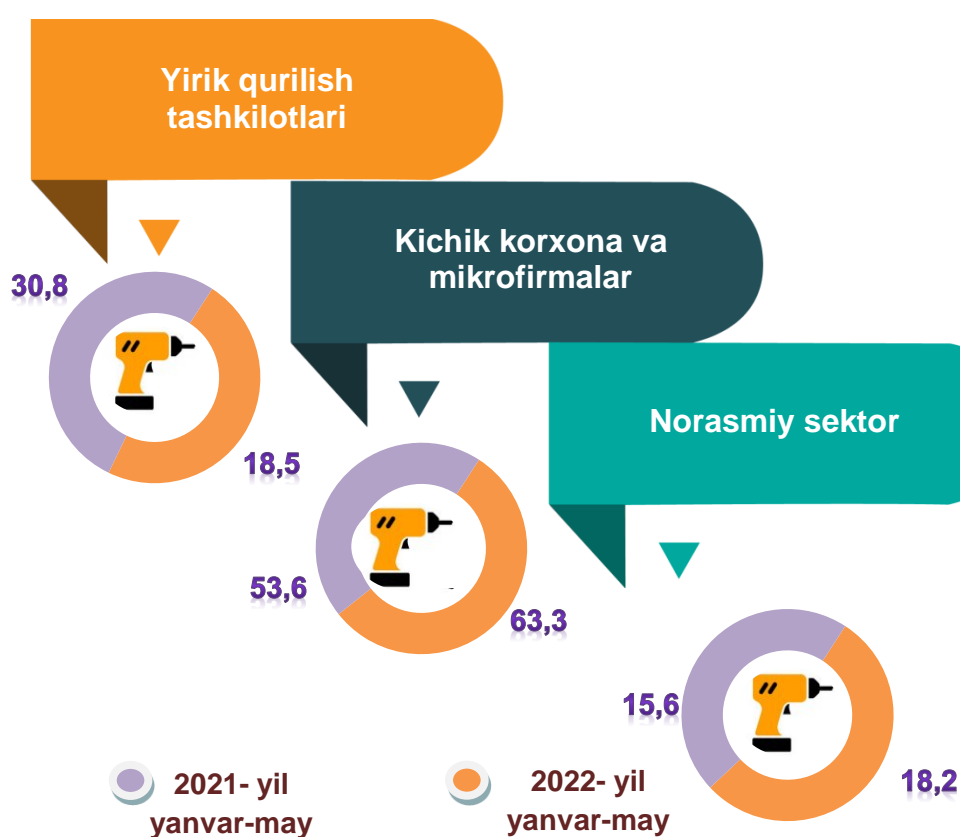 Yirik qurilish
tashkilotlari
Kichik korxona va
mikrofirmalar
30,8
18,5
Norasmiy sektor
53,6
63,3
15,6
18,2
2021- yil
yanvar-may
2022- yil
yanvar-may